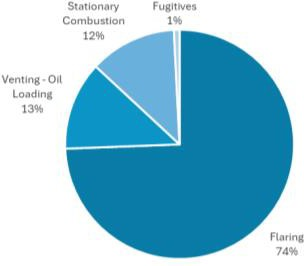 Stationary
Combustion
12%
Fugitives
1%
Venting - Oil
Loading
13%
Flaring
74%